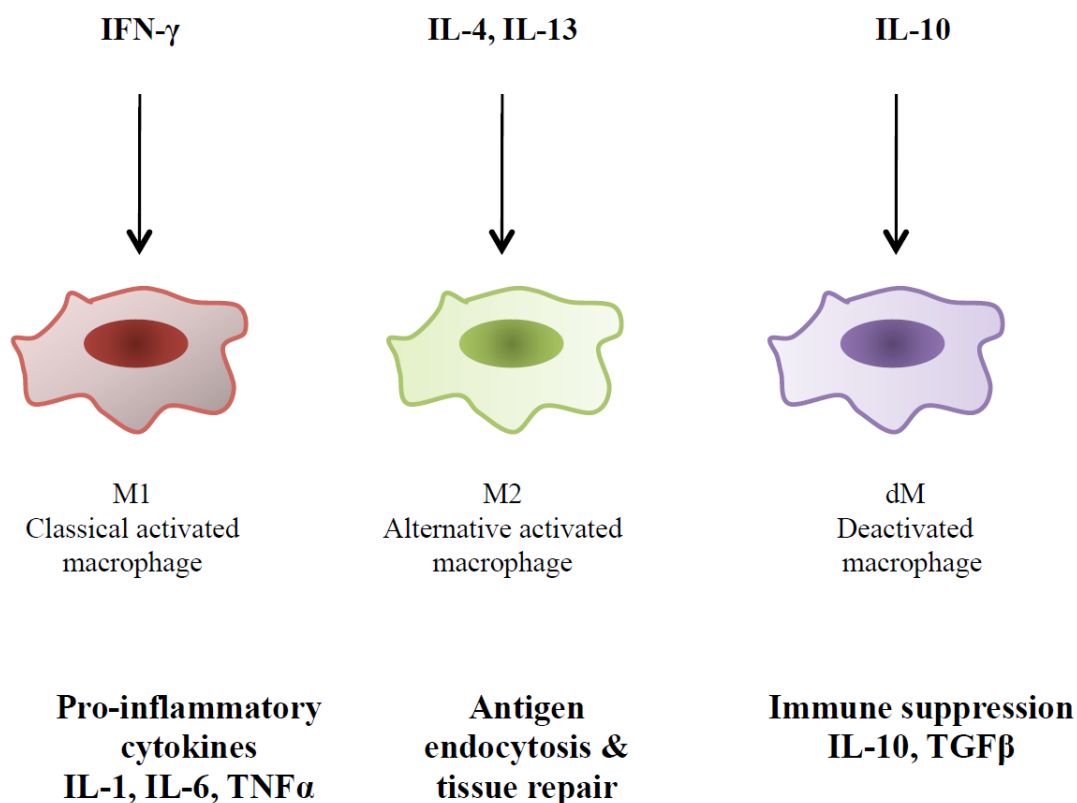 IFN-γ
IL-4, IL-13
IL-10
M1
Classical activated
macrophage
M2
Alternative activated
macrophage
dM
Deactivated
macrophage
Pro-inflammatory
cytokines
IL-1, IL-6, TNFα
Antigen
endocytosis &
tissue repair
Immune suppression
IL-10, TGFβ